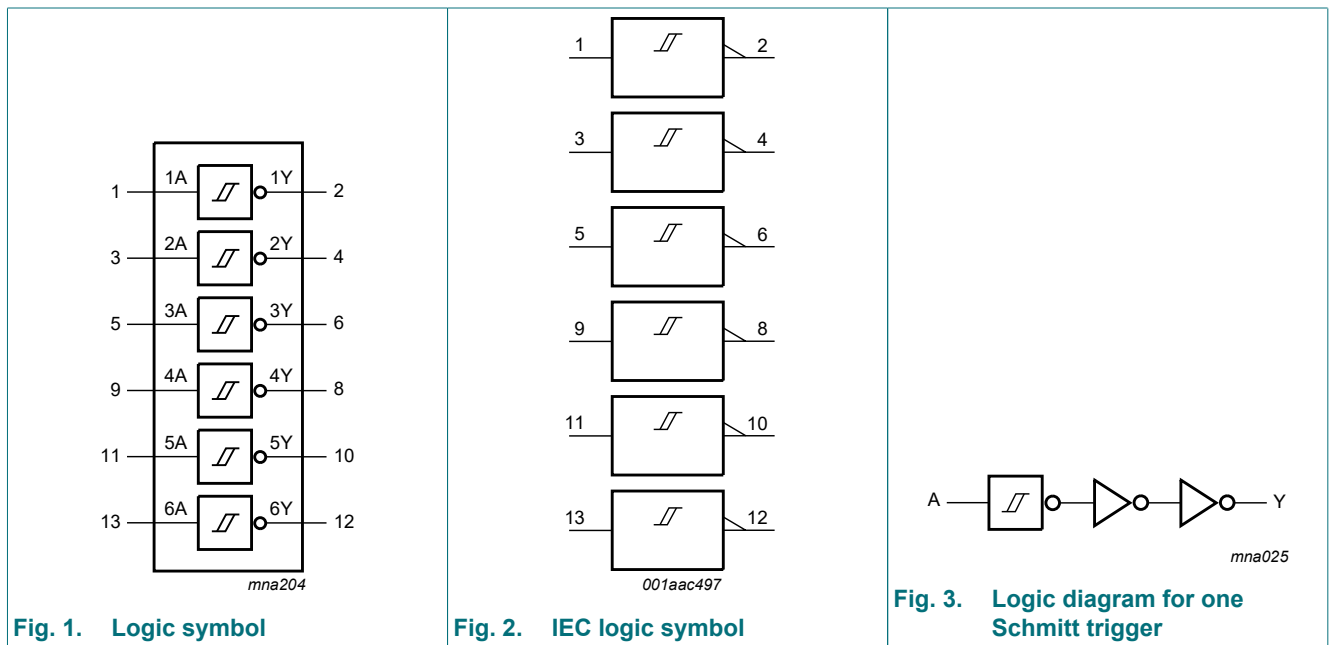 1 1A 1Y 2
3 2A 2Y 4
5 3A 3Y 6
9 4A 4Y 8
11 5A 5Y 10
13 6A 6Y 12
mna204
Fig. 1. Logic symbol
1 2
3 4
5 6
9 8
11 10
13 12
001aac497
Fig. 2. IEC logic symbol
A Y
mna025
Fig. 3. Logic diagram for one
Schmitt trigger